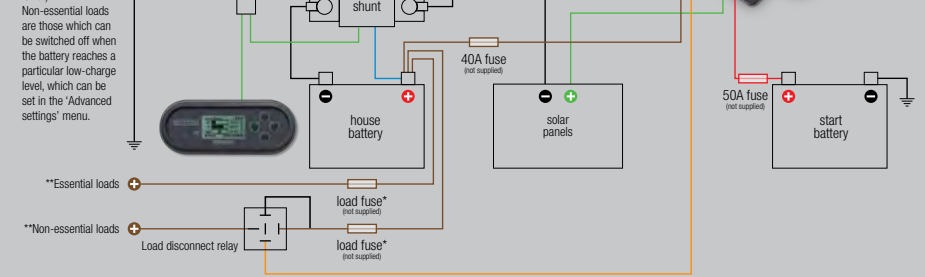 Non-essential loads
are those which can
be switched off when
the battery reaches a
particular low-charge
level, which can be
set in the 'Advanced
settings' menu.
shunt
40A fuse
(not supplied)
50A fuse
(not supplied)
house
battery
solar
panels
start
battery
**Essential loads
load fuse*
(not supplied)
**Non-essential loads
Load disconnect relay
load fuse*
(not supplied)